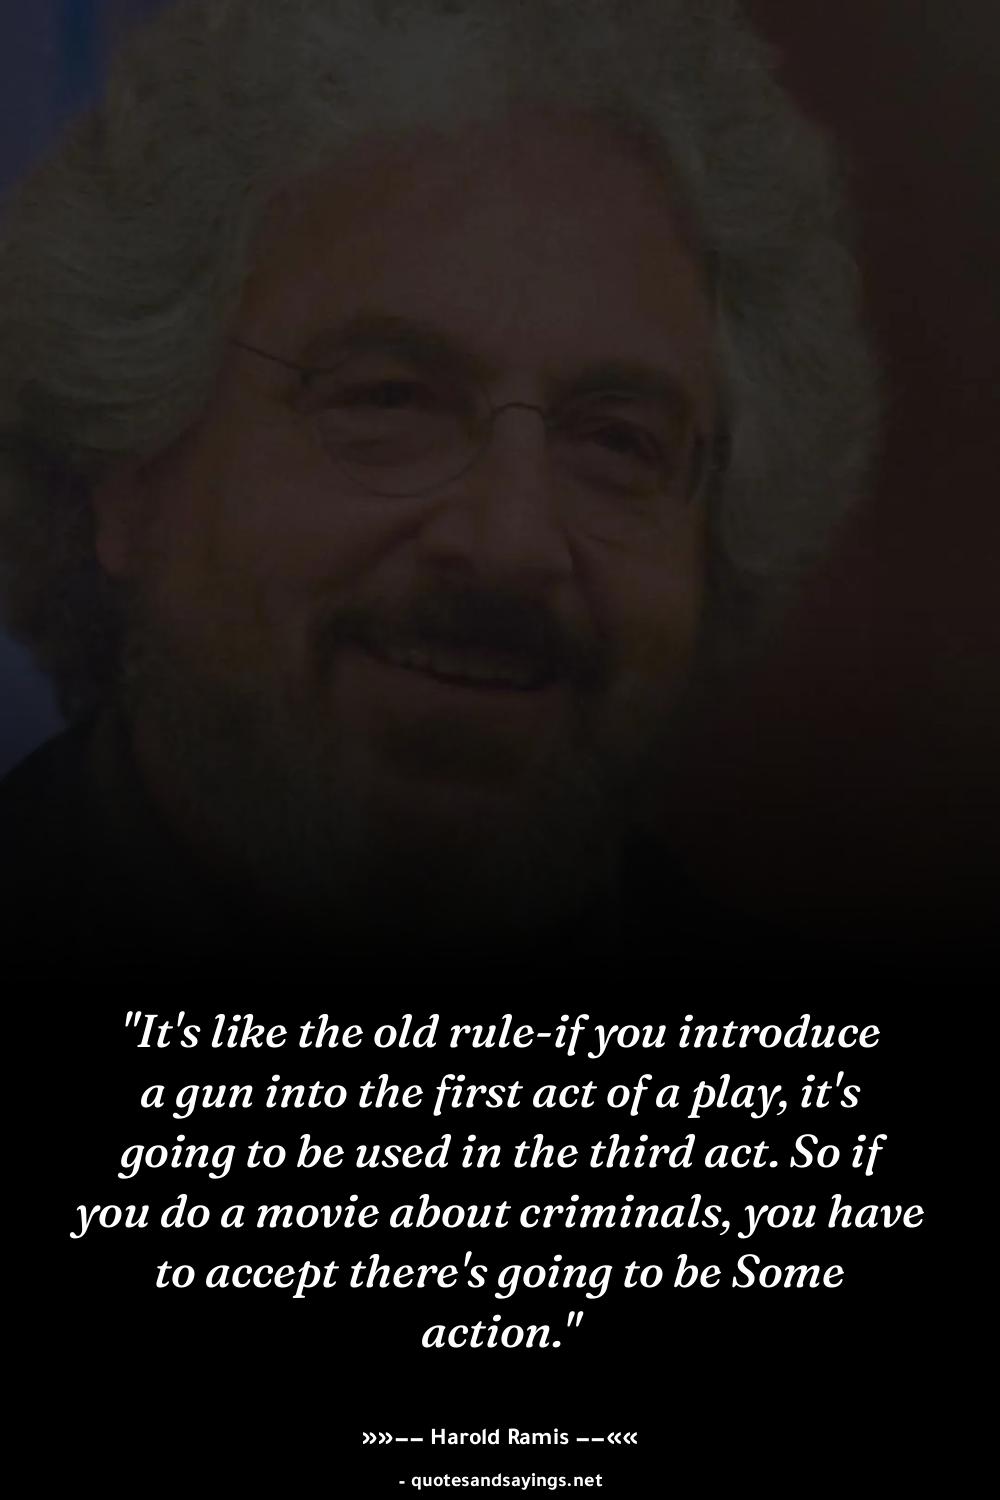 "It's like the old rule-if you introduce
a gun into the first act of a play, it's
going to be used in the third act. So if
you do a movie about criminals, you have
to accept there's going to be Some
action."
»»−− Harold Ramis −−««
- quotesandsayings.net